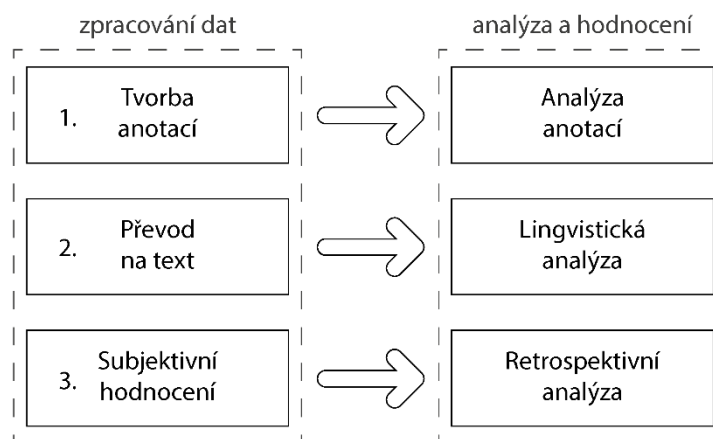 zpracování dat
analýza a hodnocení
1.
Tvorba
anotací
Analýza
anotací
2.
Převod
na text
Lingvistická
analýza
3.
Subjektivní
hodnocení
Retrospektivní
analýza